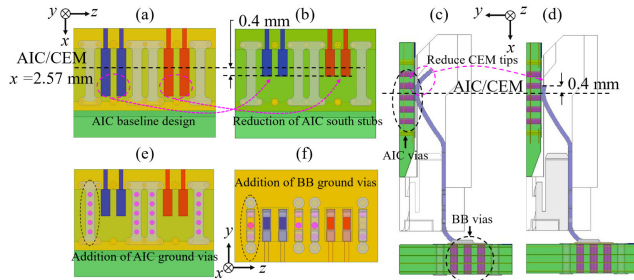 z
x
(a)
0.4 mm
(b)
y
x
(c)
(d)
AIC/CEM
x =2.57 mm
Reduce CEM tips
AIC/CEM
0.4 mm
AIC baseline design
Reduction of AIC south stubs
AIC vias
(e)
(f)
Addition of BB ground vias
BB vias
Addition of AIC ground vias
y
x
z